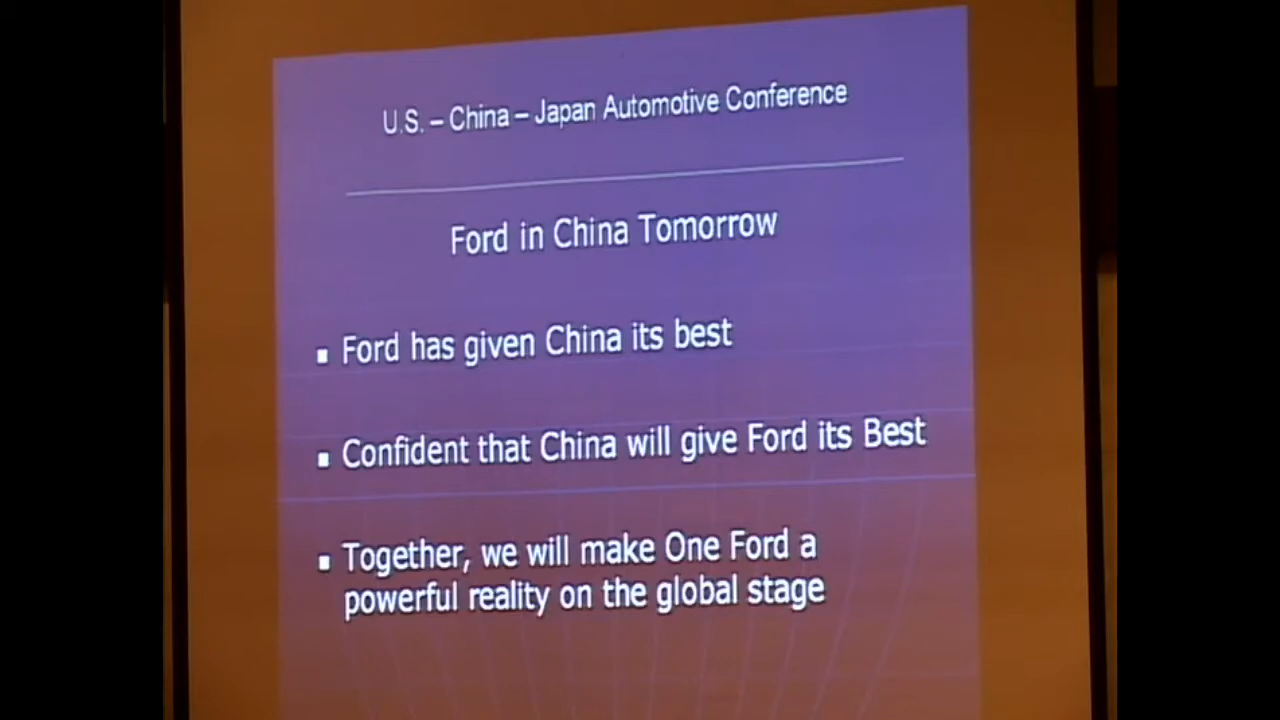 U.S. – China – Japan Automotive Conference
Ford in China Tomorrow
▪ Ford has given China its best
▪ Confident that China will give Ford its Best
▪ Together, we will make One Ford a
powerful reality on the global stage